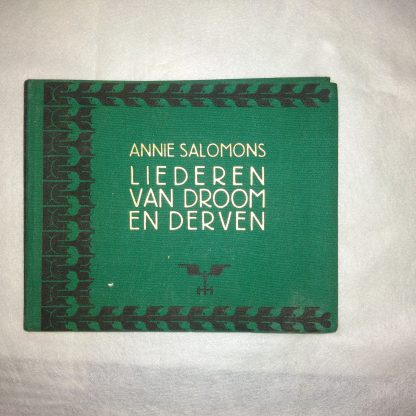 ANNIE SALOMONS
LIEDEREN
VAN DROOM
EN DERVEN